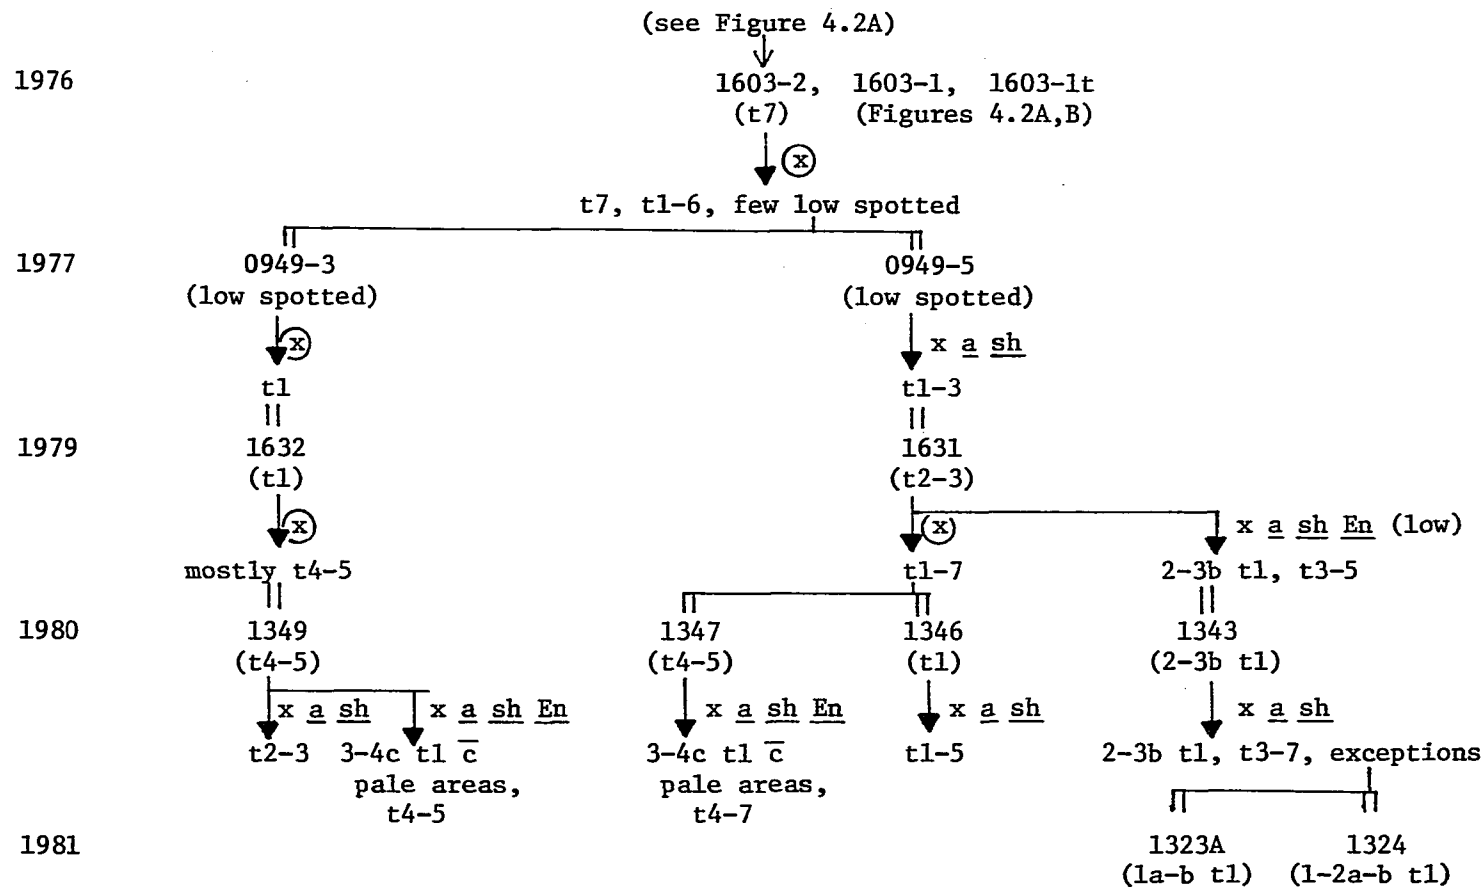 (see Figure 4.2A)
1976 1603-2, 1603-1, 1603-1t
(t7) (Figures 4.2A,B)
x
t7, t1-6, few low spotted
1977 0949-3 0949-5
(low spotted) (low spotted)
x x a sh
t1 t1-3
1979 1632 1631
(t1) (t2-3)
x (x) x a sh En (low)
mostly t4-5 t1-7 2-3b t1, t3-5
1980 1349 1347 1346 1343
(t4-5) (t4-5) (t1) (2-3b t1)
x a sh x a sh En x a sh En x a sh x a sh
t2-3 3-4c t1 c̅ 3-4c t1 c̅ t1-5 2-3b t1, t3-7, exceptions
pale areas, pale areas,
t4-5 t4-7
1981 1323A 1324
(1a-b t1) (1-2a-b t1)